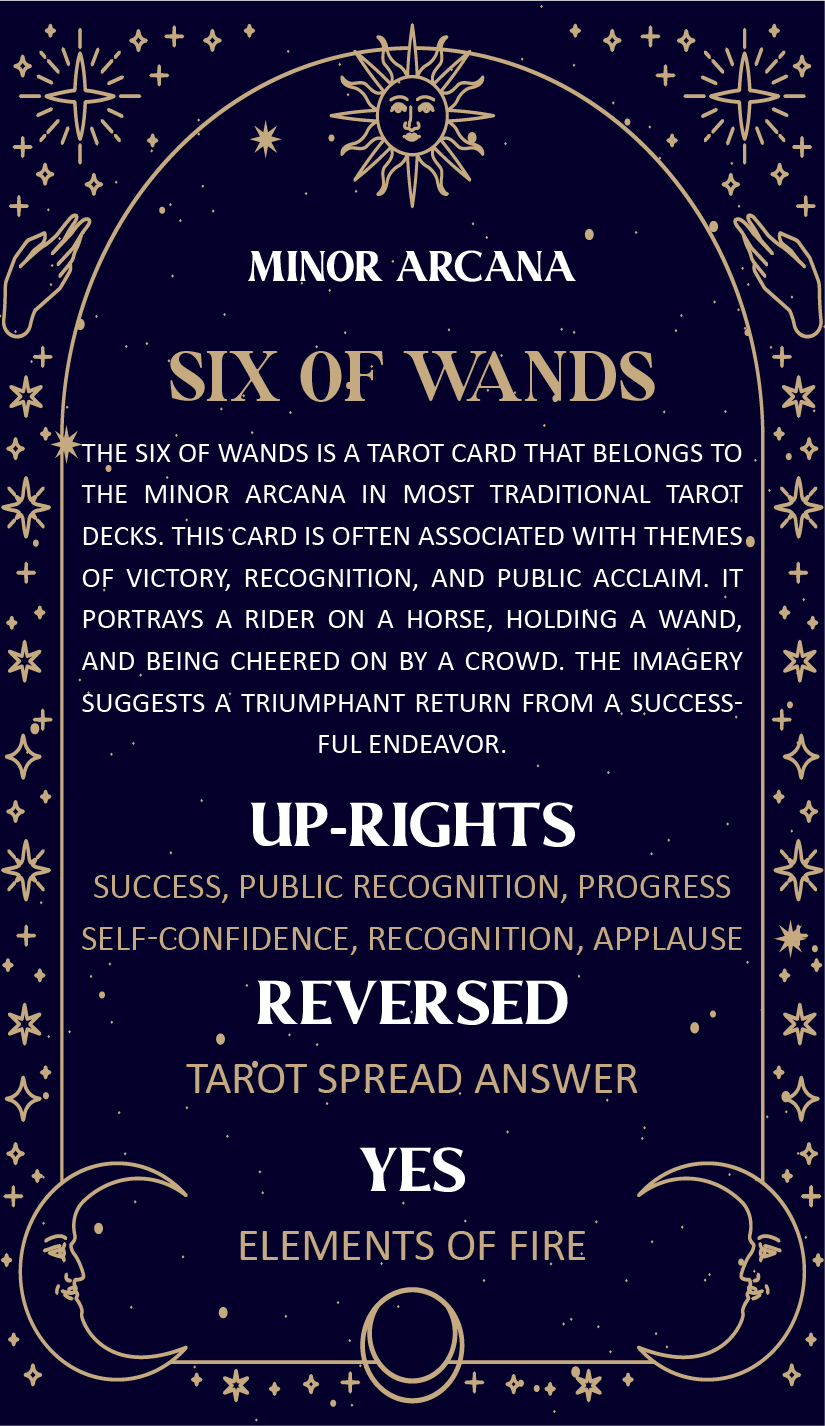 MINOR ARCANA
SIX OF WANDS
THE SIX OF WANDS IS A TAROT CARD THAT BELONGS TO
THE MINOR ARCANA IN MOST TRADITIONAL TAROT
DECKS. THIS CARD IS OFTEN ASSOCIATED WITH THEMES
OF VICTORY, RECOGNITION, AND PUBLIC ACCLAIM. IT
PORTRAYS A RIDER ON A HORSE, HOLDING A WAND,
AND BEING CHEERED ON BY A CROWD. THE IMAGERY
SUGGESTS A TRIUMPHANT RETURN FROM A SUCCESS-
FUL ENDEAVOR.
UP-RIGHTS
SUCCESS, PUBLIC RECOGNITION, PROGRESS
SELF-CONFIDENCE, RECOGNITION, APPLAUSE
REVERSED
TAROT SPREAD ANSWER
YES
ELEMENTS OF FIRE